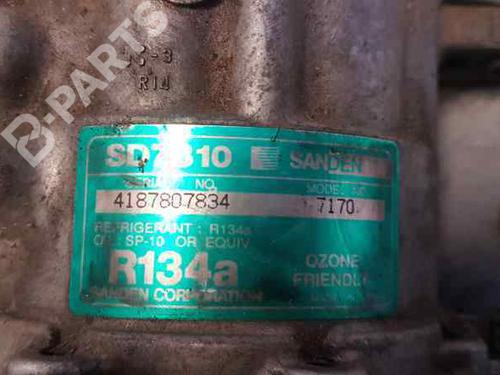 B-PARTS
R14
SD7B10 SANDEN
SERIAL NO. MODEL NO.
4187807834 7170
REFRIGERANT : R134a
OIL: SP-10 OR EQUIV
R134a OZONE
FRIENDLY
SANDEN CORPORATION